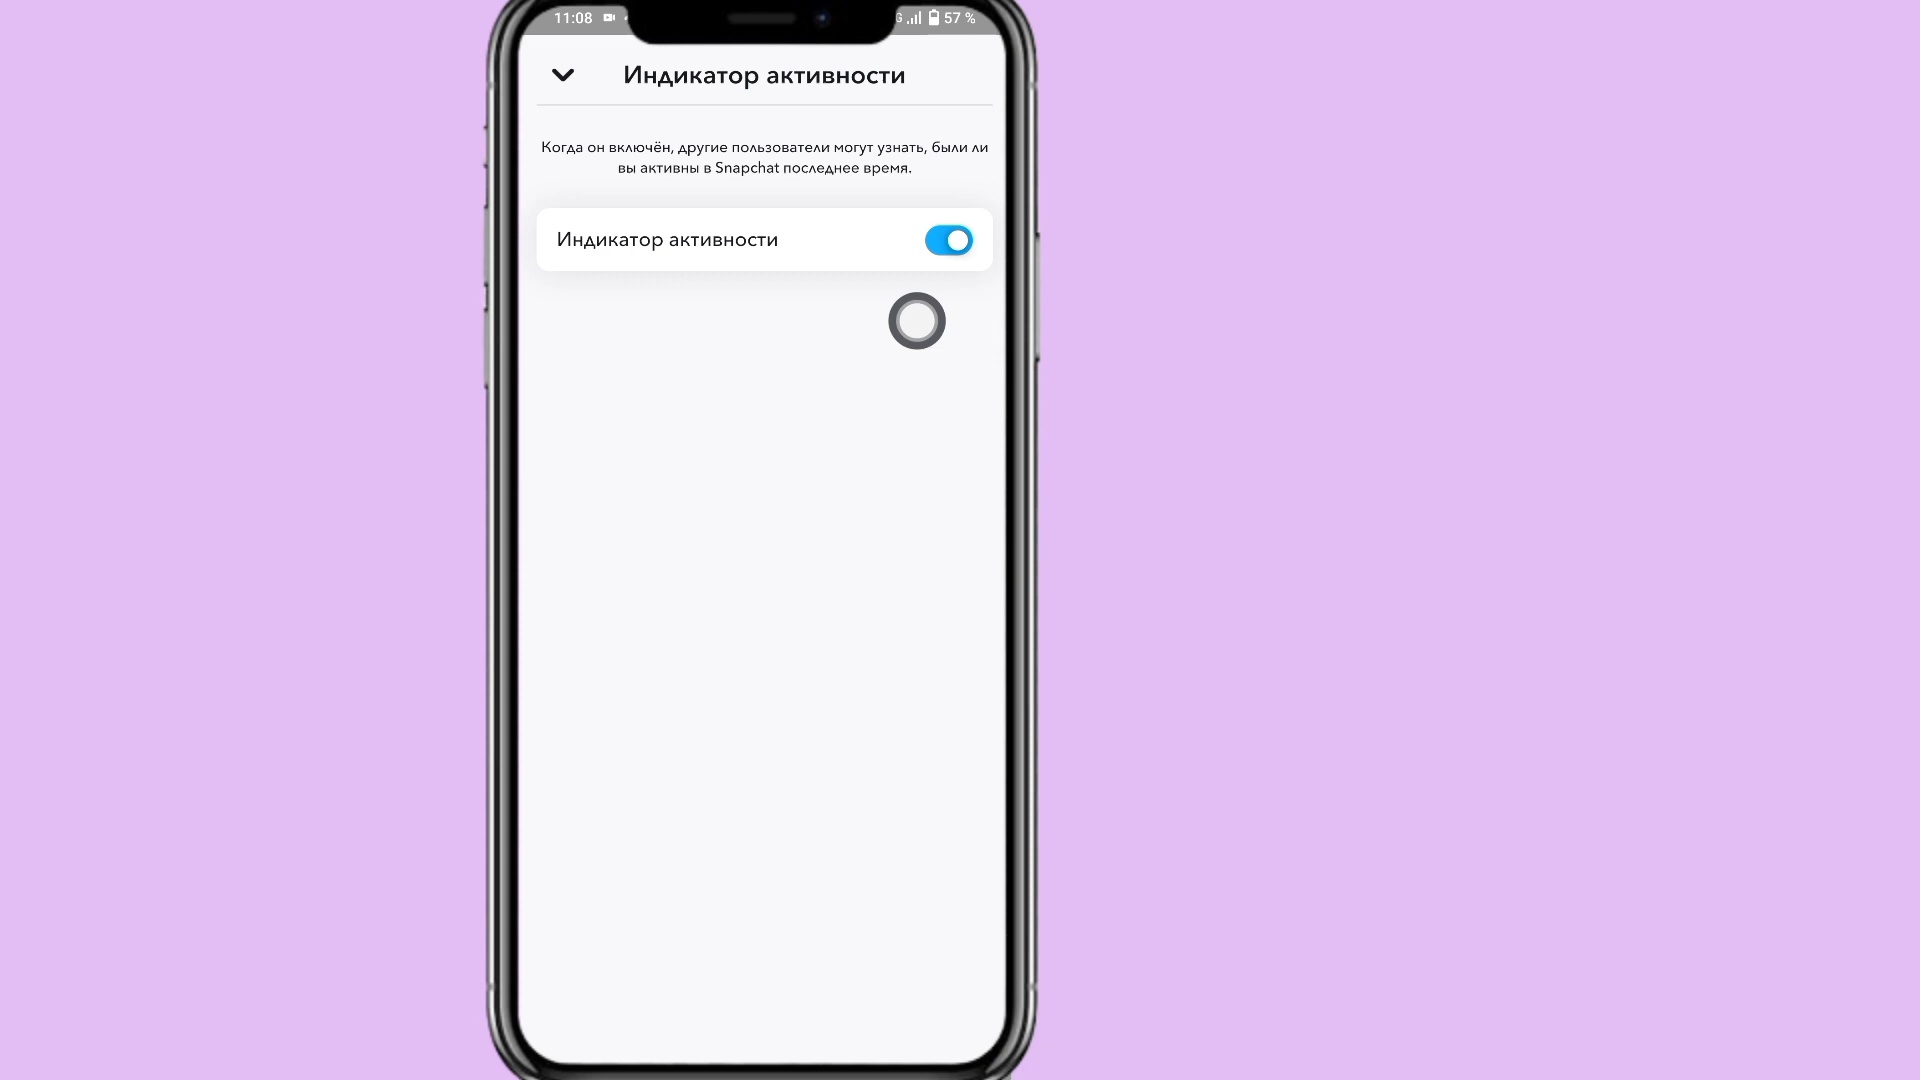 11:08
G 57 %
Индикатор активности
Когда он включён, другие пользователи могут узнать, были ли
вы активны в Snapchat последнее время.
Индикатор активности